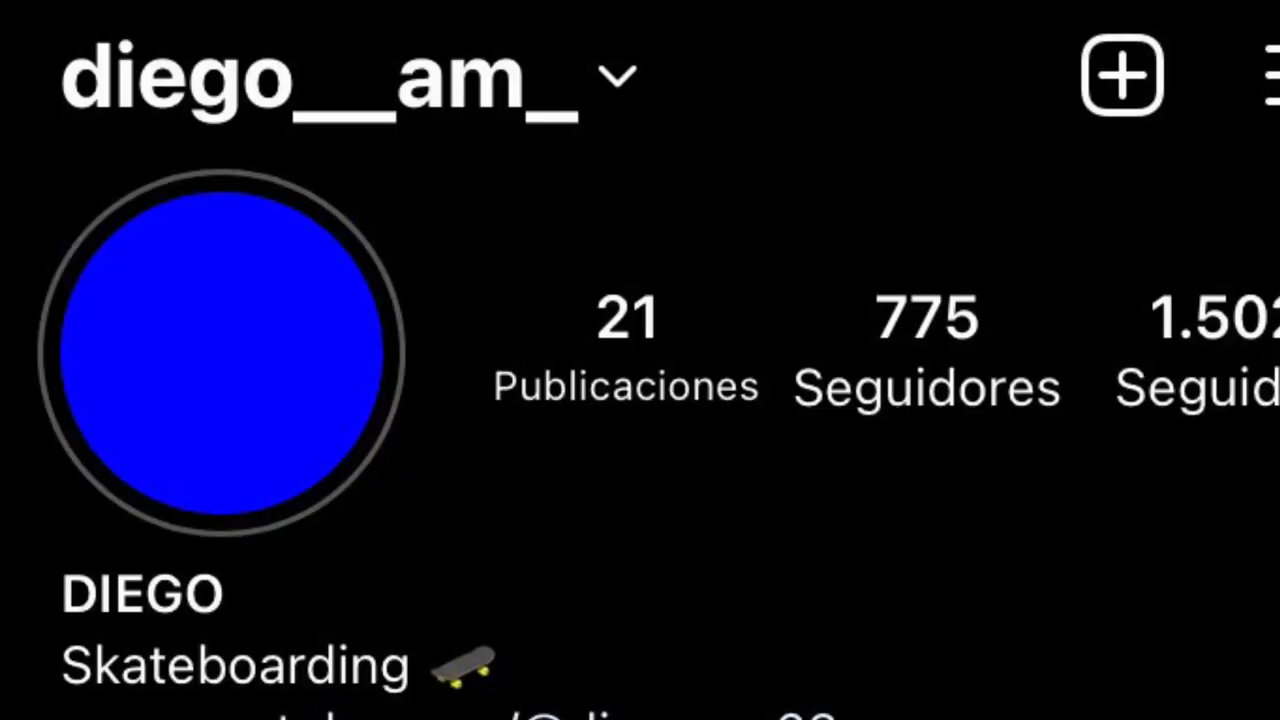 diego__am_
21 775
Publicaciones Seguidores
DIEGO
Skateboarding 🛹